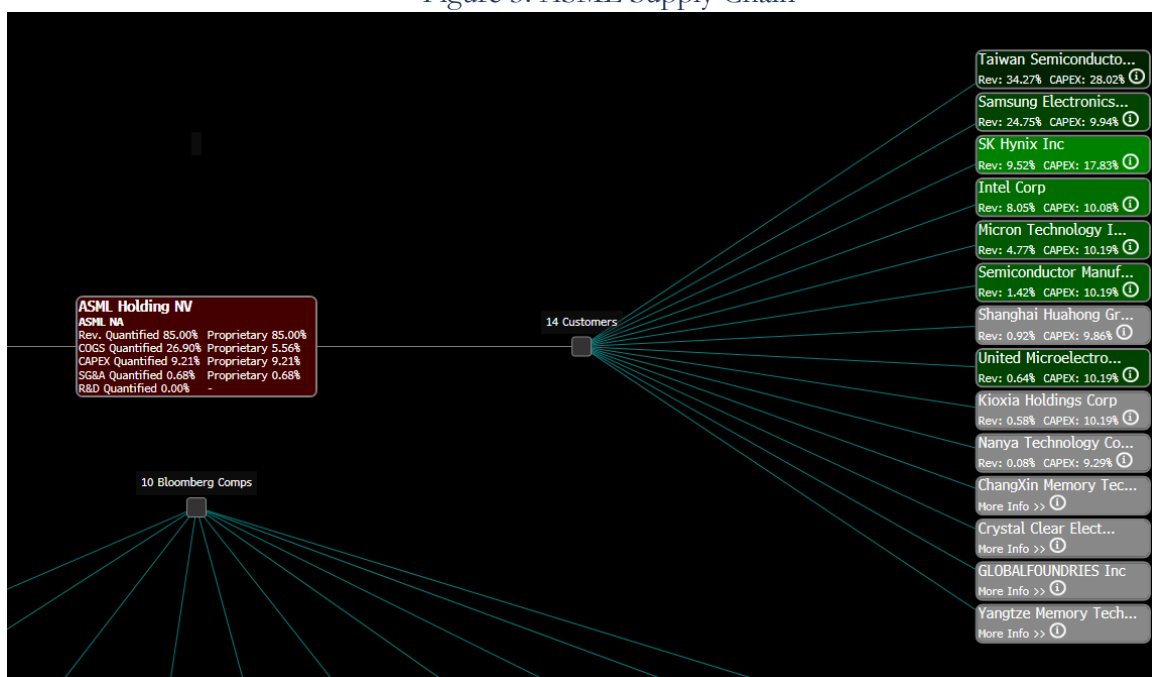 Figure 3: ASML Supply Chain
Taiwan Semiconducto...
Rev: 34.27% CAPEX: 28.02%
Samsung Electronics...
Rev: 24.75% CAPEX: 9.94%
SK Hynix Inc
Rev: 9.52% CAPEX: 17.83%
Intel Corp
Rev: 8.05% CAPEX: 10.08%
Micron Technology I...
Rev: 4.77% CAPEX: 10.19%
Semiconductor Manuf...
Rev: 1.42% CAPEX: 10.19%
Shanghai Huahong Gr...
Rev: 0.92% CAPEX: 9.86%
United Microelectro...
Rev: 0.64% CAPEX: 10.19%
Kioxia Holdings Corp
Rev: 0.58% CAPEX: 10.19%
Nanya Technology Co...
Rev: 0.08% CAPEX: 9.29%
ChangXin Memory Tec...
More Info >>
Crystal Clear Elect...
More Info >>
GLOBALFOUNDRIES Inc
More Info >>
Yangtze Memory Tech...
More Info >>
14 Customers
ASML Holding NV
ASML NA
Rev. Quantified 85.00% Proprietary 85.00%
COGS Quantified 26.90% Proprietary 5.56%
CAPEX Quantified 9.21% Proprietary 9.21%
SG&A Quantified 0.68% Proprietary 0.68%
R&D Quantified 0.00% -
10 Bloomberg Comps